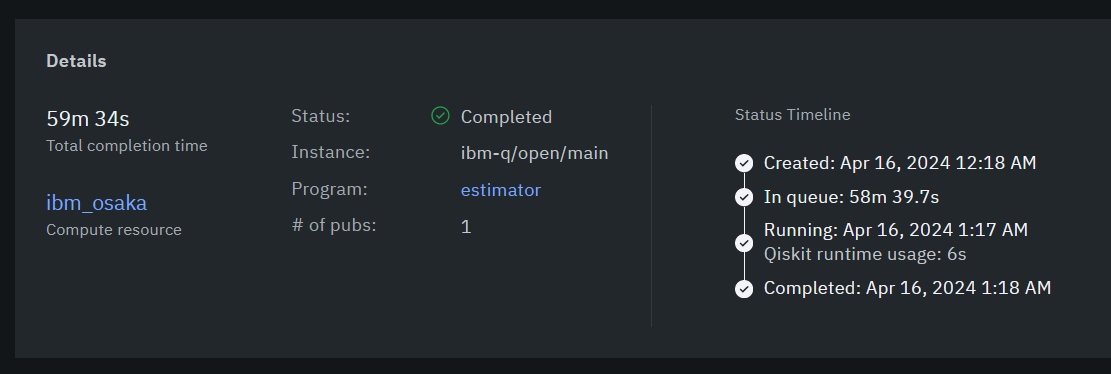 Details
59m 34s
Total completion time
ibm_osaka
Compute resource
Status: Completed
Instance: ibm-q/open/main
Program: estimator
# of pubs: 1
Status Timeline
Created: Apr 16, 2024 12:18 AM
In queue: 58m 39.7s
Running: Apr 16, 2024 1:17 AM
Qiskit runtime usage: 6s
Completed: Apr 16, 2024 1:18 AM